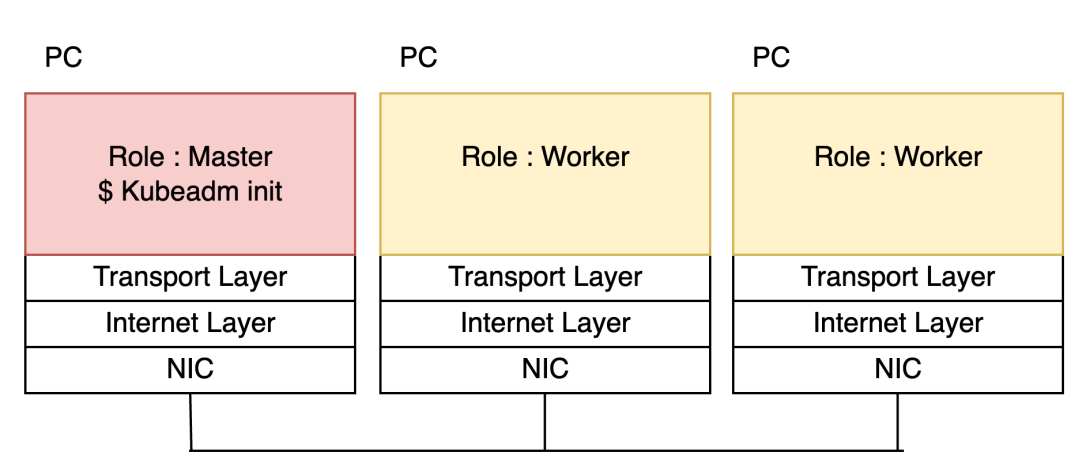 PC
PC
PC
Role : Master
$ Kubeadm init
Role : Worker
Role : Worker
Transport Layer
Transport Layer
Transport Layer
Internet Layer
Internet Layer
Internet Layer
NIC
NIC
NIC